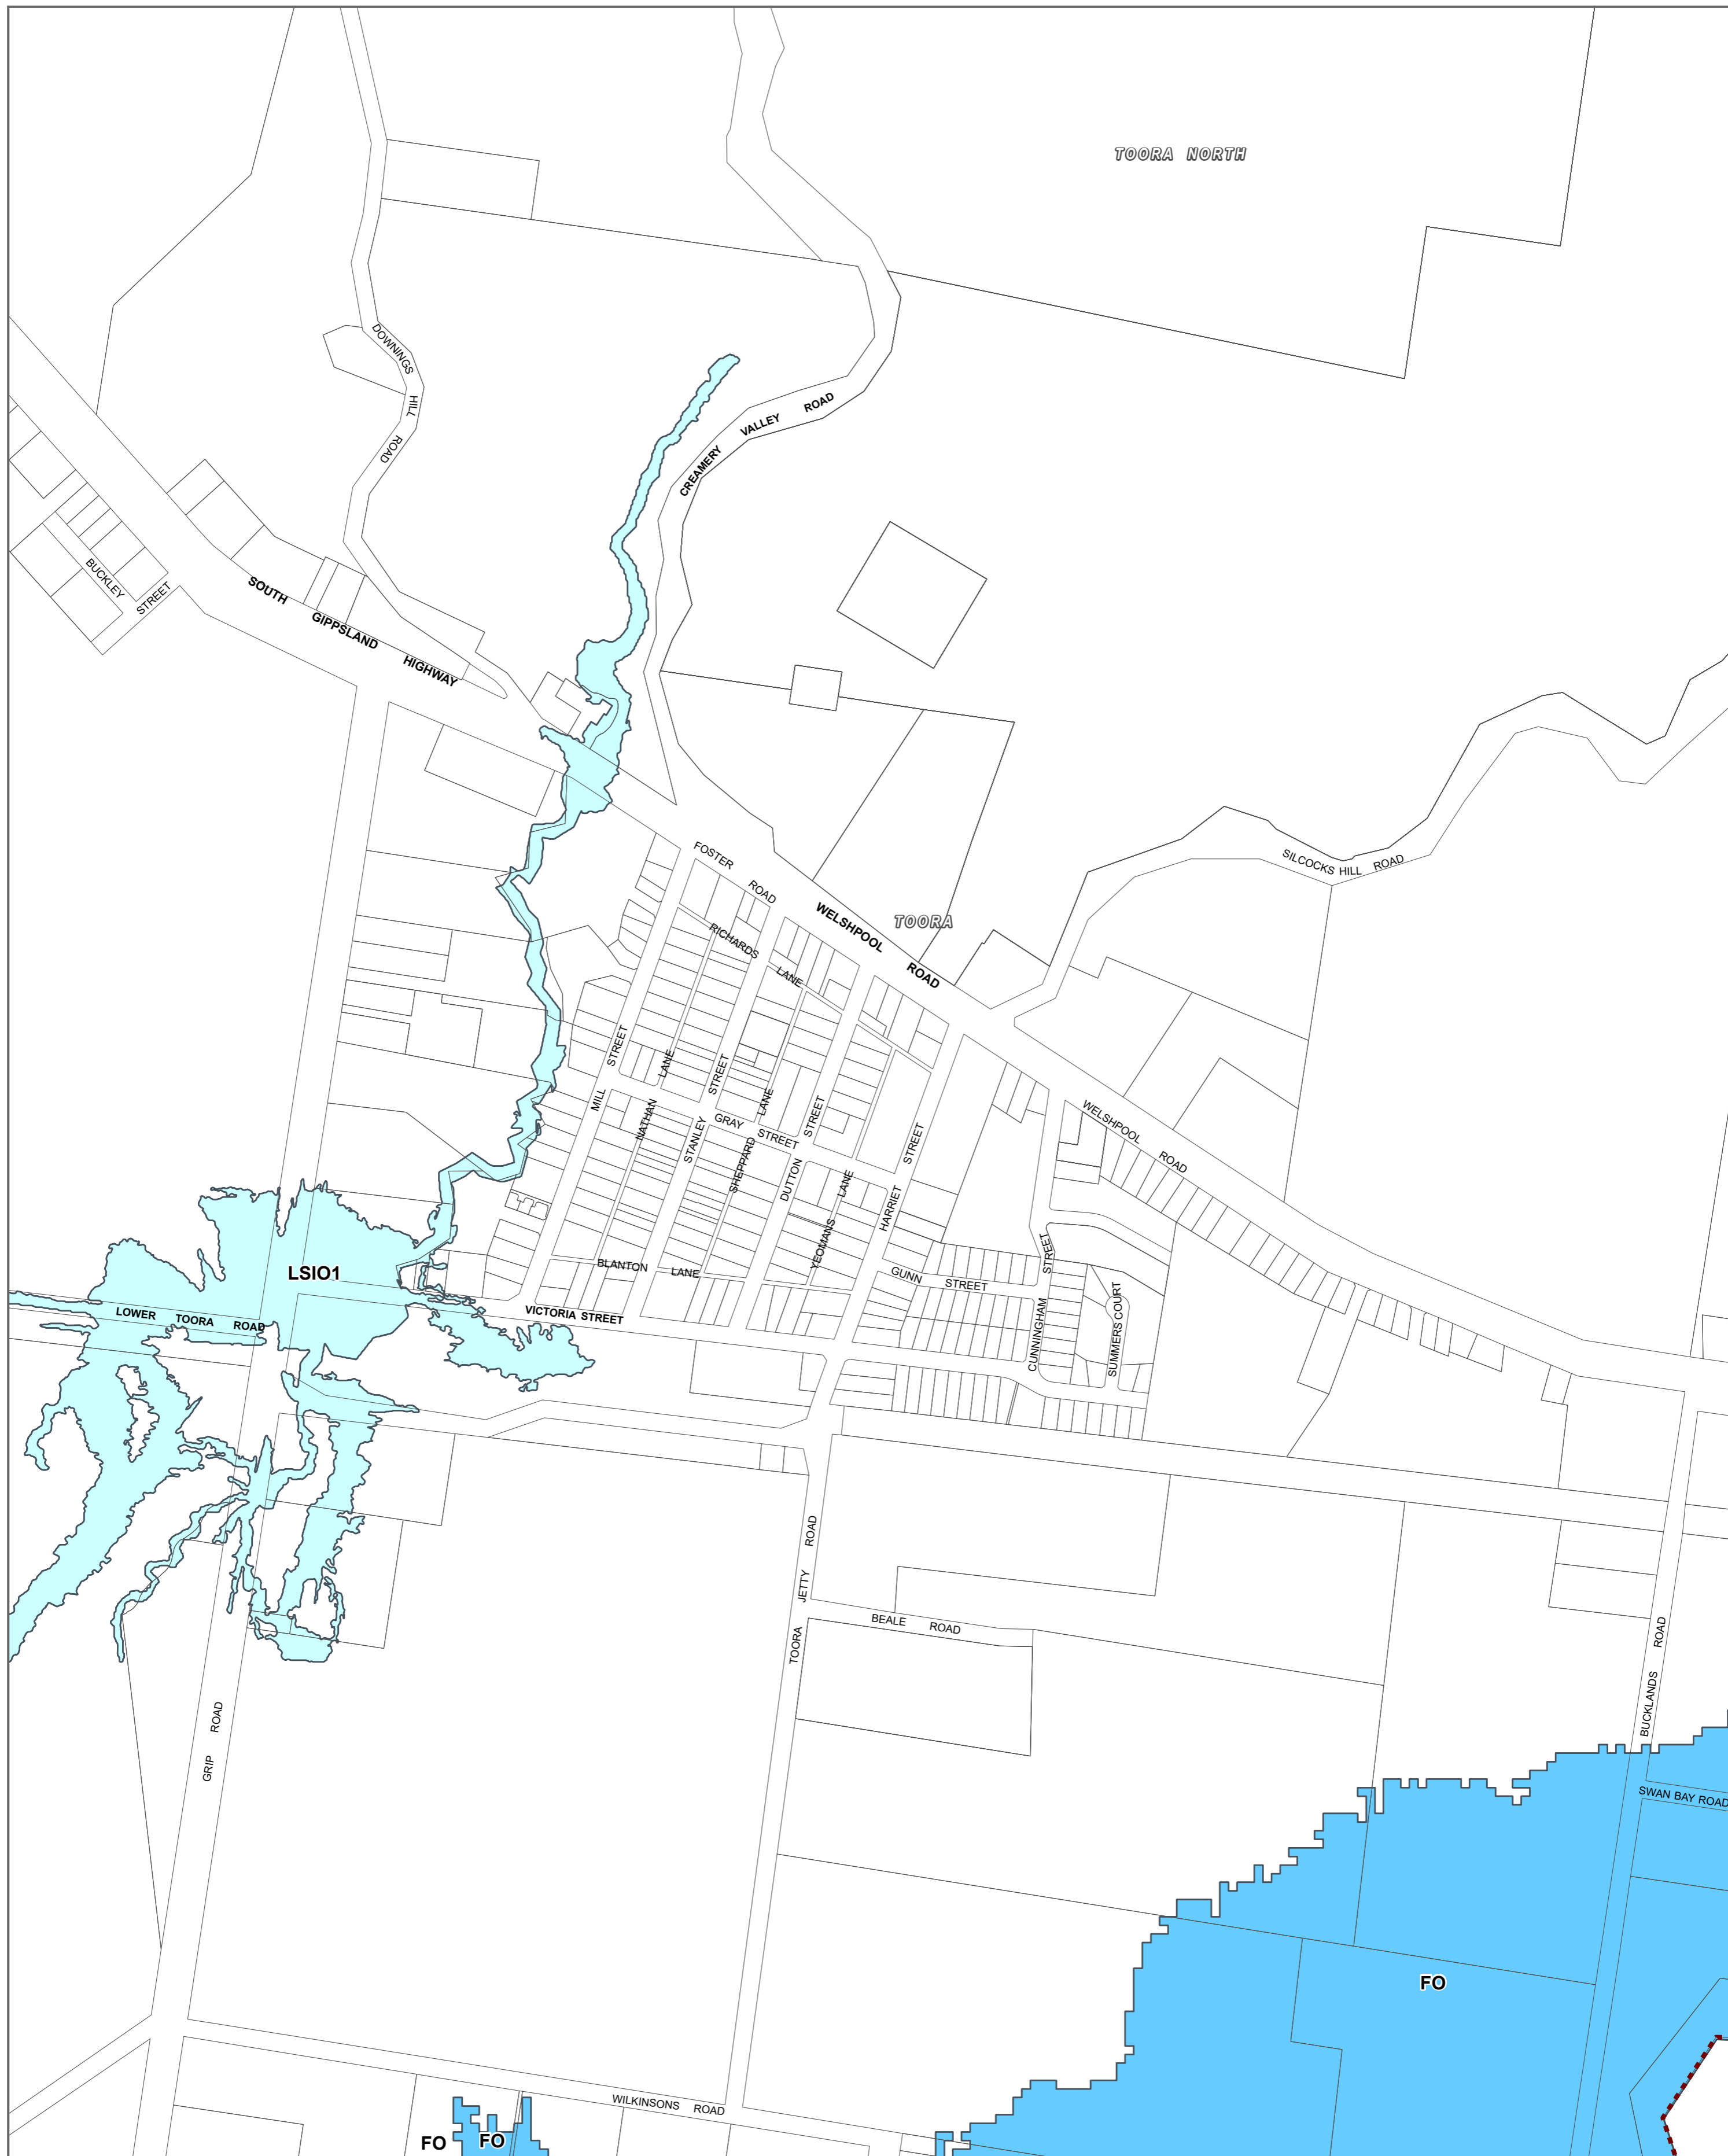 TOORA NORTH
DOWNINGS
HILL
ROAD
CREAMERY VALLEY ROAD
BUCKLEY
STREET
SOUTH GIPPSLAND HIGHWAY
FOSTER ROAD
SILCOCKS HILL ROAD
WELSHPOOL ROAD
TOORA
RICHARDS LANE
MILL STREET
NATHAN LANE
STANLEY STREET
SHEPPARD LANE
GRAY STREET
DUTTON STREET
YEOMANS LANE
HARRIET STREET
WELSHPOOL ROAD
BLANTON LANE
GUNN STREET
CUNNINGHAM STREET
SUMMERS COURT
LSIO1
LOWER TOORA ROAD
VICTORIA STREET
TOORA JETTY ROAD
BEALE ROAD
BUCKLANDS ROAD
GRIP ROAD
SWAN BAY ROAD
FO
WILKINSONS ROAD
FO
FO